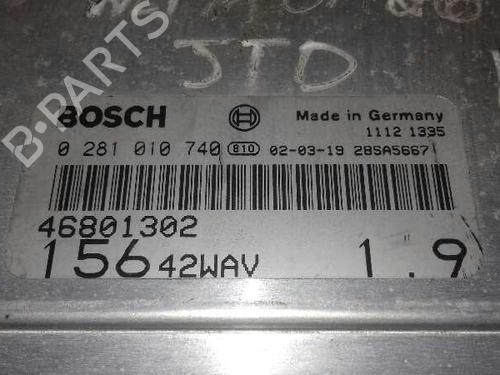 JTD
BOSCH
Made in Germany
1112 1335
0 281 010 740 810 02-03-19 28SA5667
46801302
156 42WAV 1.9
B-PARTS